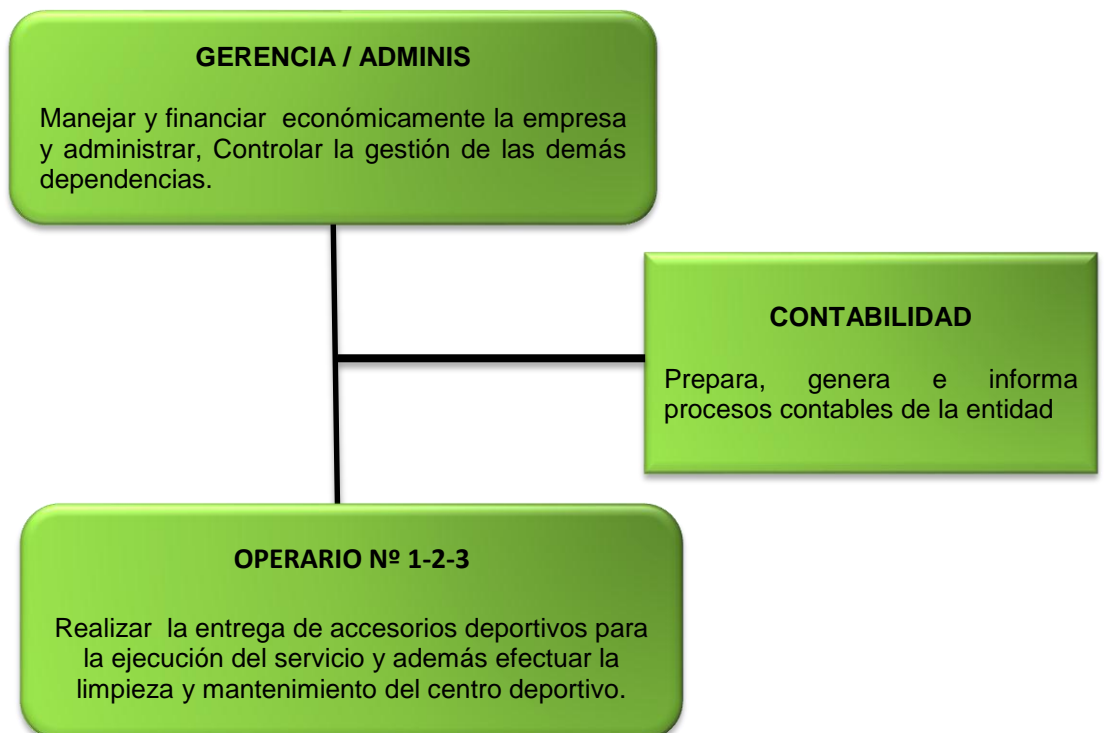 GERENCIA / ADMINIS
Manejar y financiar económicamente la empresa
y administrar, Controlar la gestión de las demás
dependencias.
CONTABILIDAD
Prepara, genera e informa
procesos contables de la entidad
OPERARIO Nº 1-2-3
Realizar la entrega de accesorios deportivos para
la ejecución del servicio y además efectuar la
limpieza y mantenimiento del centro deportivo.